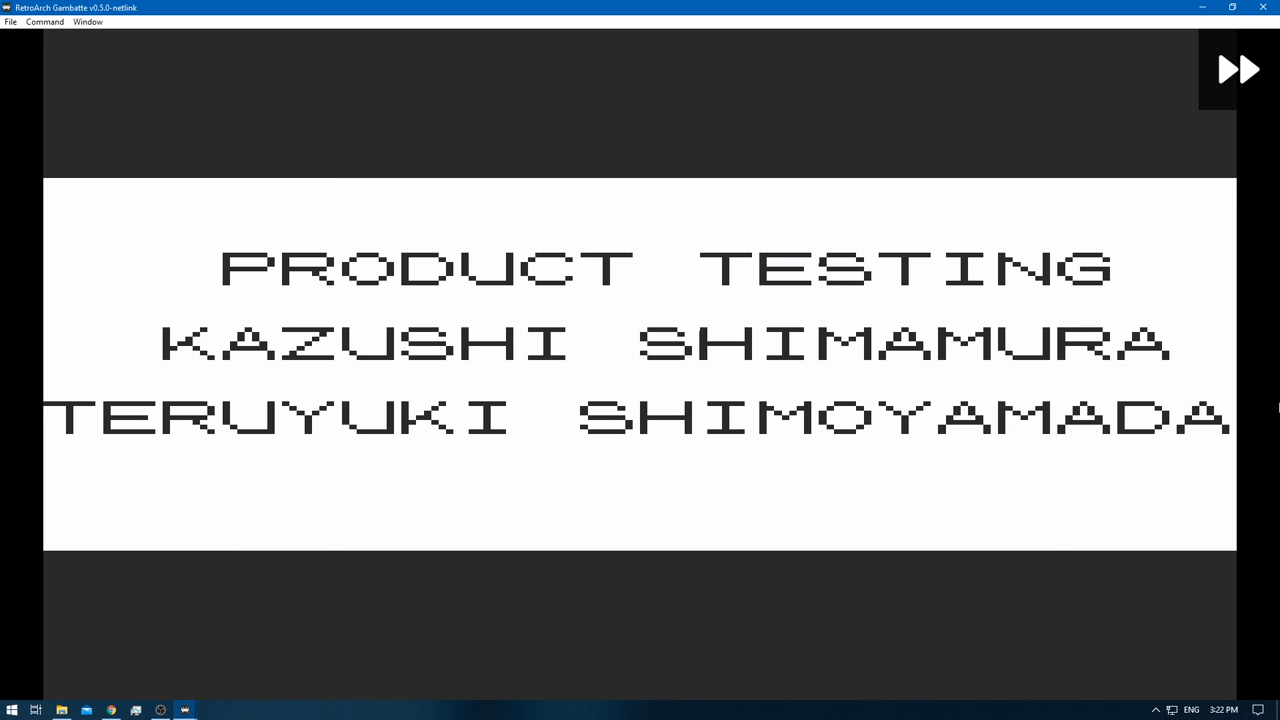 RetroArch Gambatte v0.5.0-netlink
File Command Window
PRODUCT TESTING
KAZUSHI SHIMAMURA
TERUYUKI SHIMOYAMADA
ENG 3:22 PM